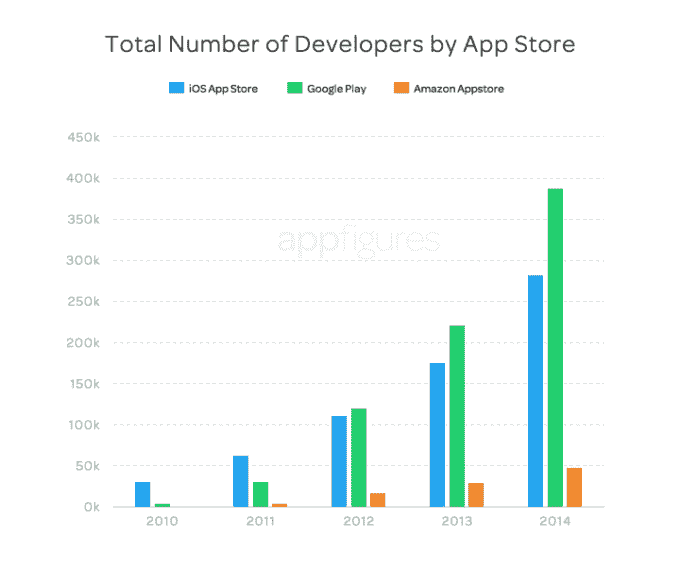 Total Number of Developers by App Store
iOS App Store Google Play Amazon Appstore
450k
400k
350k
appfigures
300k
250k
200k
150k
100k
50k
0k
2010 2011 2012 2013 2014